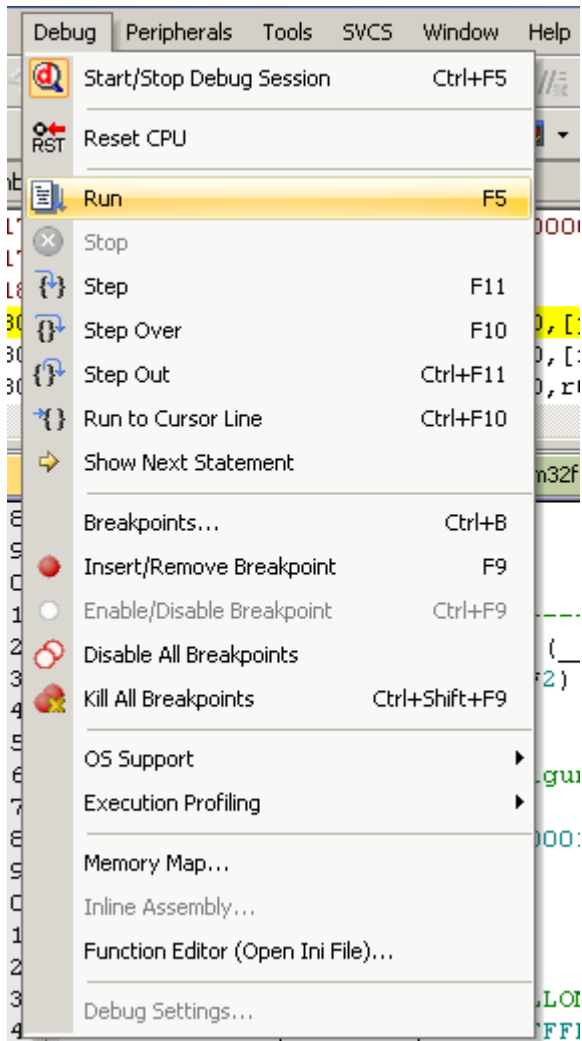 Debug Peripherals Tools SVCS Window Help
Start/Stop Debug Session Ctrl+F5
RST Reset CPU
Run F5
Stop
{} Step F11
{} Step Over F10
{} Step Out Ctrl+F11
{} Run to Cursor Line Ctrl+F10
Show Next Statement
Breakpoints... Ctrl+B
Insert/Remove Breakpoint F9
Enable/Disable Breakpoint Ctrl+F9
Disable All Breakpoints
Kill All Breakpoints Ctrl+Shift+F9
OS Support
Execution Profiling
Memory Map...
Inline Assembly...
Function Editor (Open Ini File)...
Debug Settings...